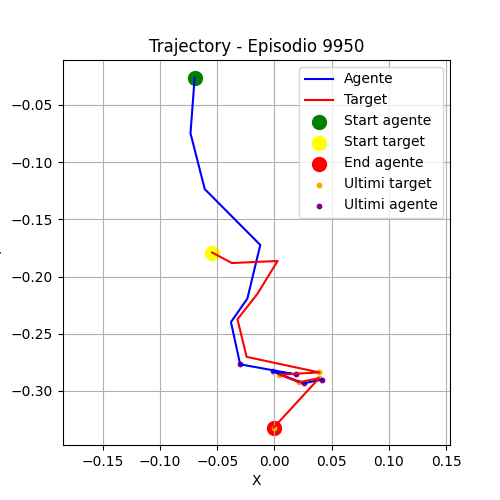 Trajectory - Episodio 9950
Agente
Target
Start agente
Start target
End agente
Ultimi target
Ultimi agente
−0.05
−0.10
−0.15
−0.20
−0.25
−0.30
−0.15
−0.10
−0.05
0.00
0.05
0.10
0.15
X